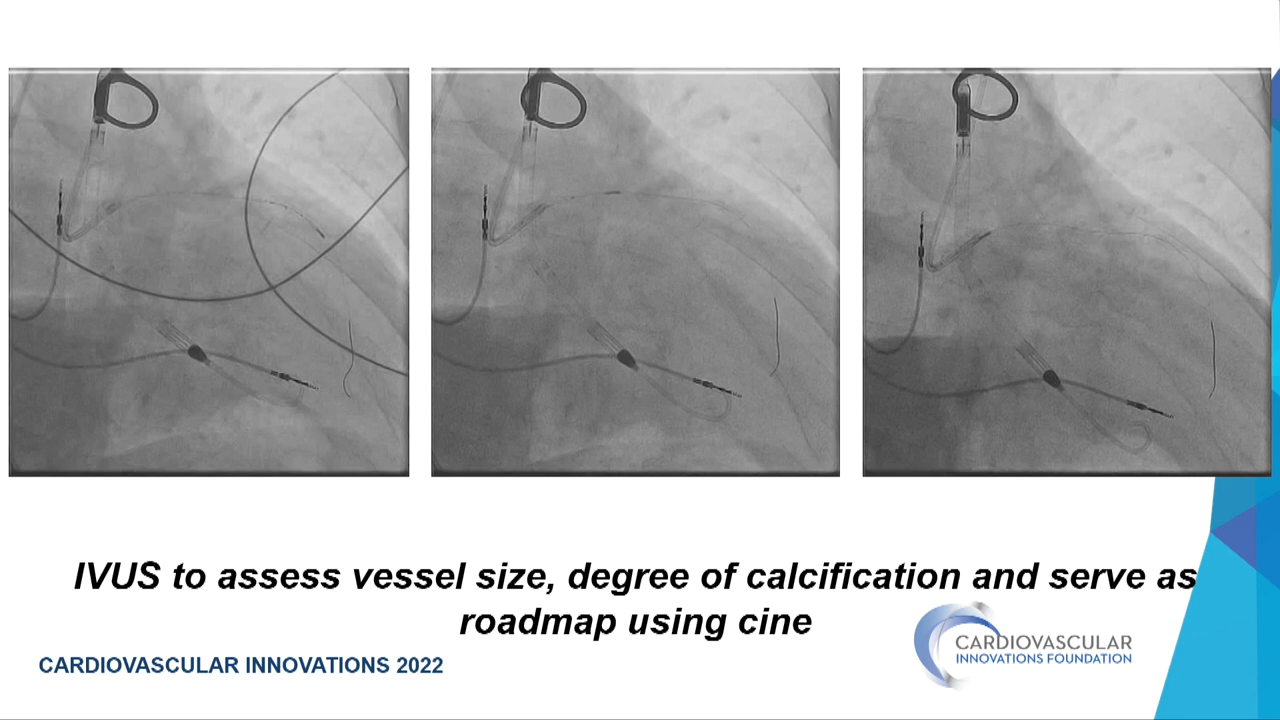 IVUS to assess vessel size, degree of calcification and serve as
roadmap using cine
CARDIOVASCULAR
INNOVATIONS FOUNDATION
CARDIOVASCULAR INNOVATIONS 2022